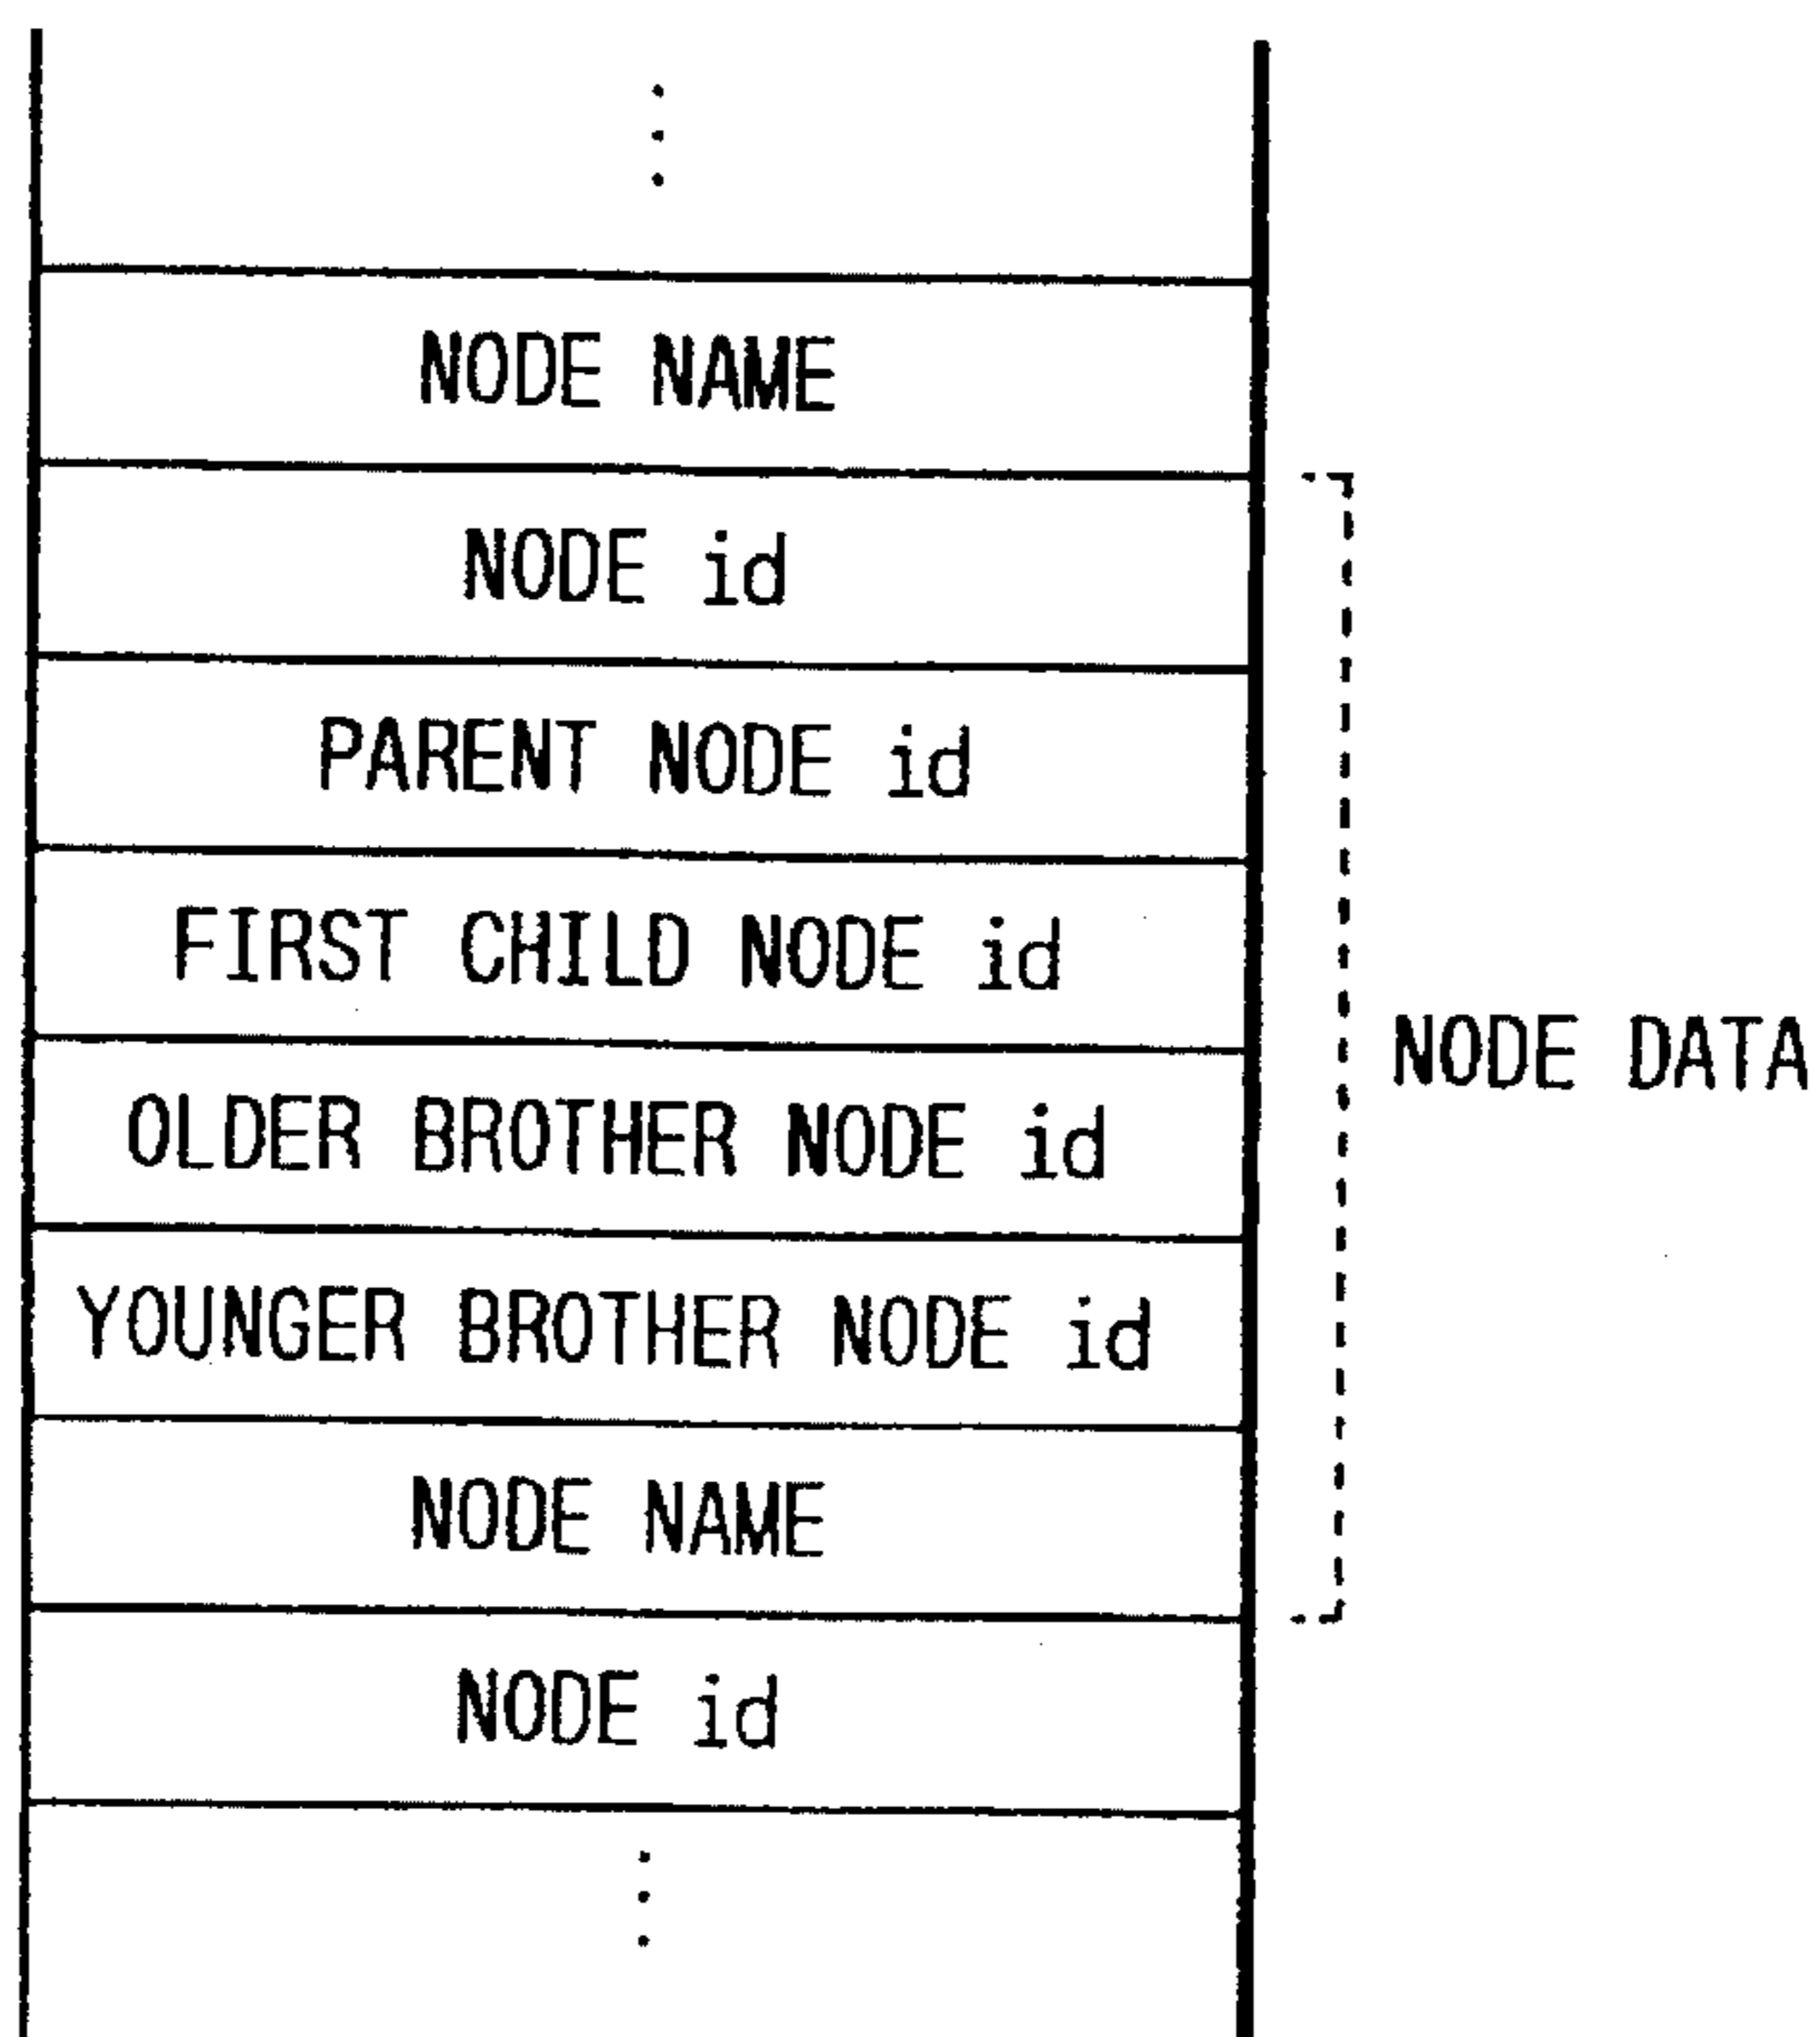 NODE NAME
NODE id
PARENT NODE id
FIRST CHILD NODE id
OLDER BROTHER NODE id
YOUNGER BROTHER NODE id
NODE NAME
NODE id
NODE DATA